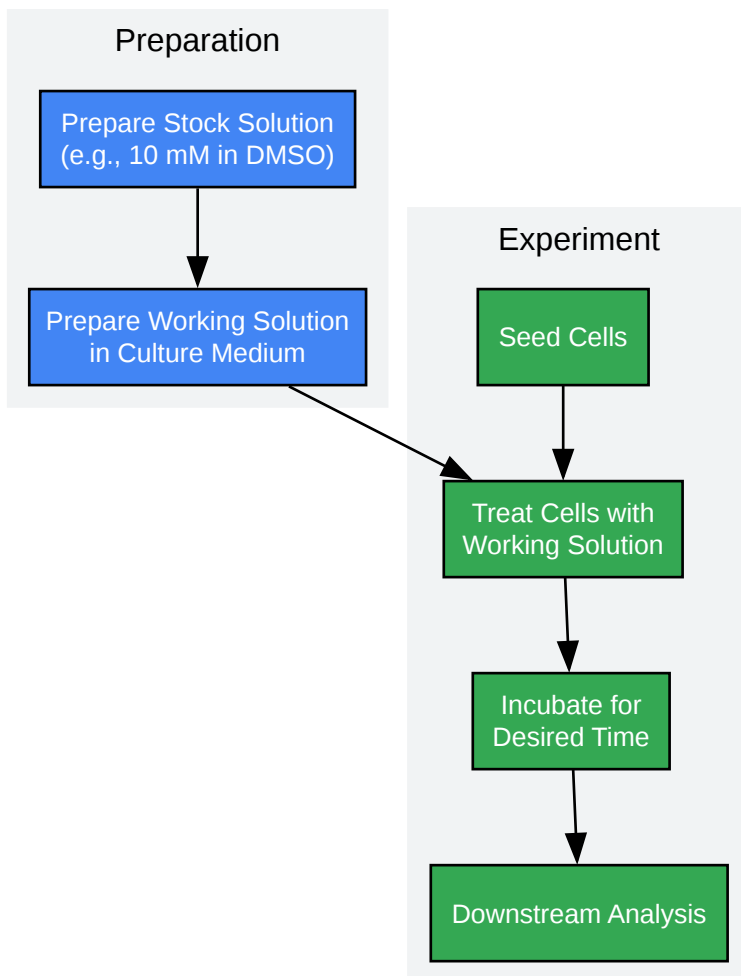 Preparation
Prepare Stock Solution
(e.g., 10 mM in DMSO)
Prepare Working Solution
in Culture Medium
Experiment
Seed Cells
Treat Cells with
Working Solution
Incubate for
Desired Time
Downstream Analysis